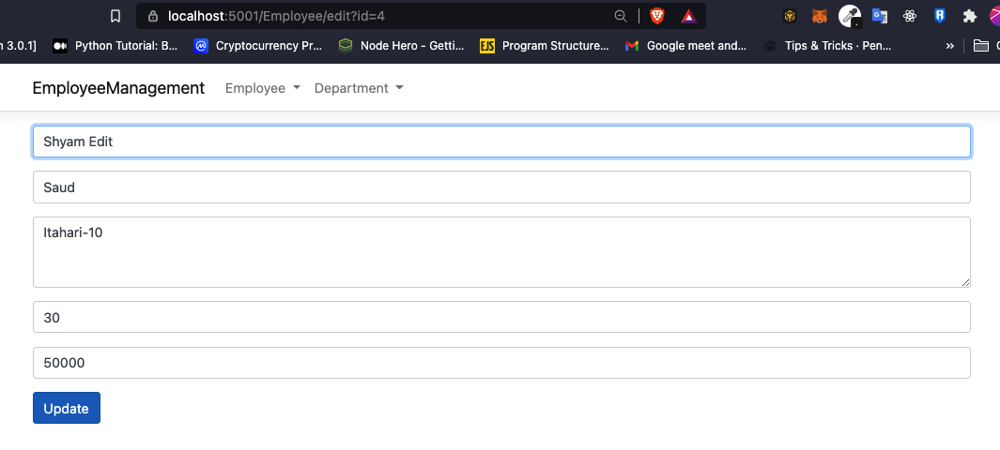 localhost:5001/Employee/edit?id=4
3.0.1] Python Tutorial: B... Cryptocurrency Pr... Node Hero - Getti... EJS Program Structure... Google meet and... Tips & Tricks · Pen... »
EmployeeManagement Employee Department
Shyam Edit
Saud
Itahari-10
30
50000
Update